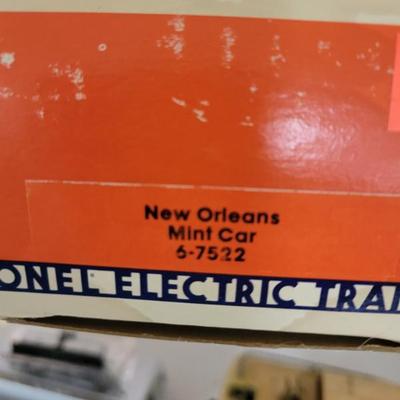 New Orleans
Mint Car
6-7522
ONEL ELECTRIC TRAI